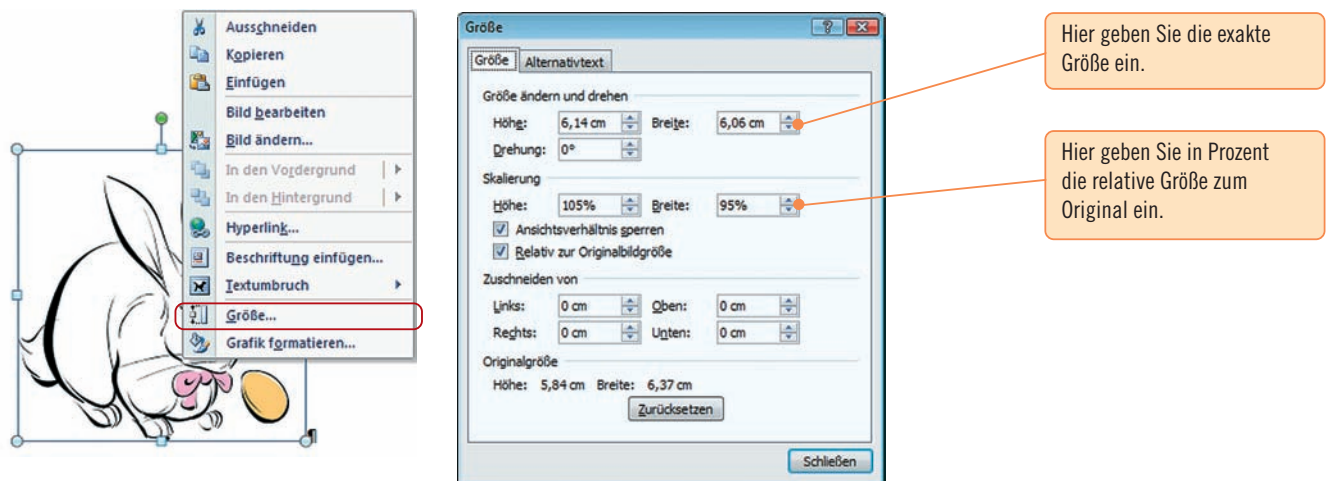 Ausschneiden
Kopieren
Einfügen
Bild bearbeiten
Bild ändern...
In den Vordergrund
In den Hintergrund
Hyperlink...
Beschriftung einfügen...
Textumbruch
Größe...
Grafik formatieren...
¶
Größe
?
Größe Alternativtext
Größe ändern und drehen
Höhe: 6,14 cm Breite: 6,06 cm
Drehung: 0°
Skalierung
Höhe: 105% Breite: 95%
Ansichtsverhältnis sperren
Relativ zur Originalbildgröße
Zuschneiden von
Links: 0 cm Oben: 0 cm
Rechts: 0 cm Unten: 0 cm
Originalgröße
Höhe: 5,84 cm Breite: 6,37 cm
Zurücksetzen
Schließen
Hier geben Sie die exakte
Größe ein.
Hier geben Sie in Prozent
die relative Größe zum
Original ein.